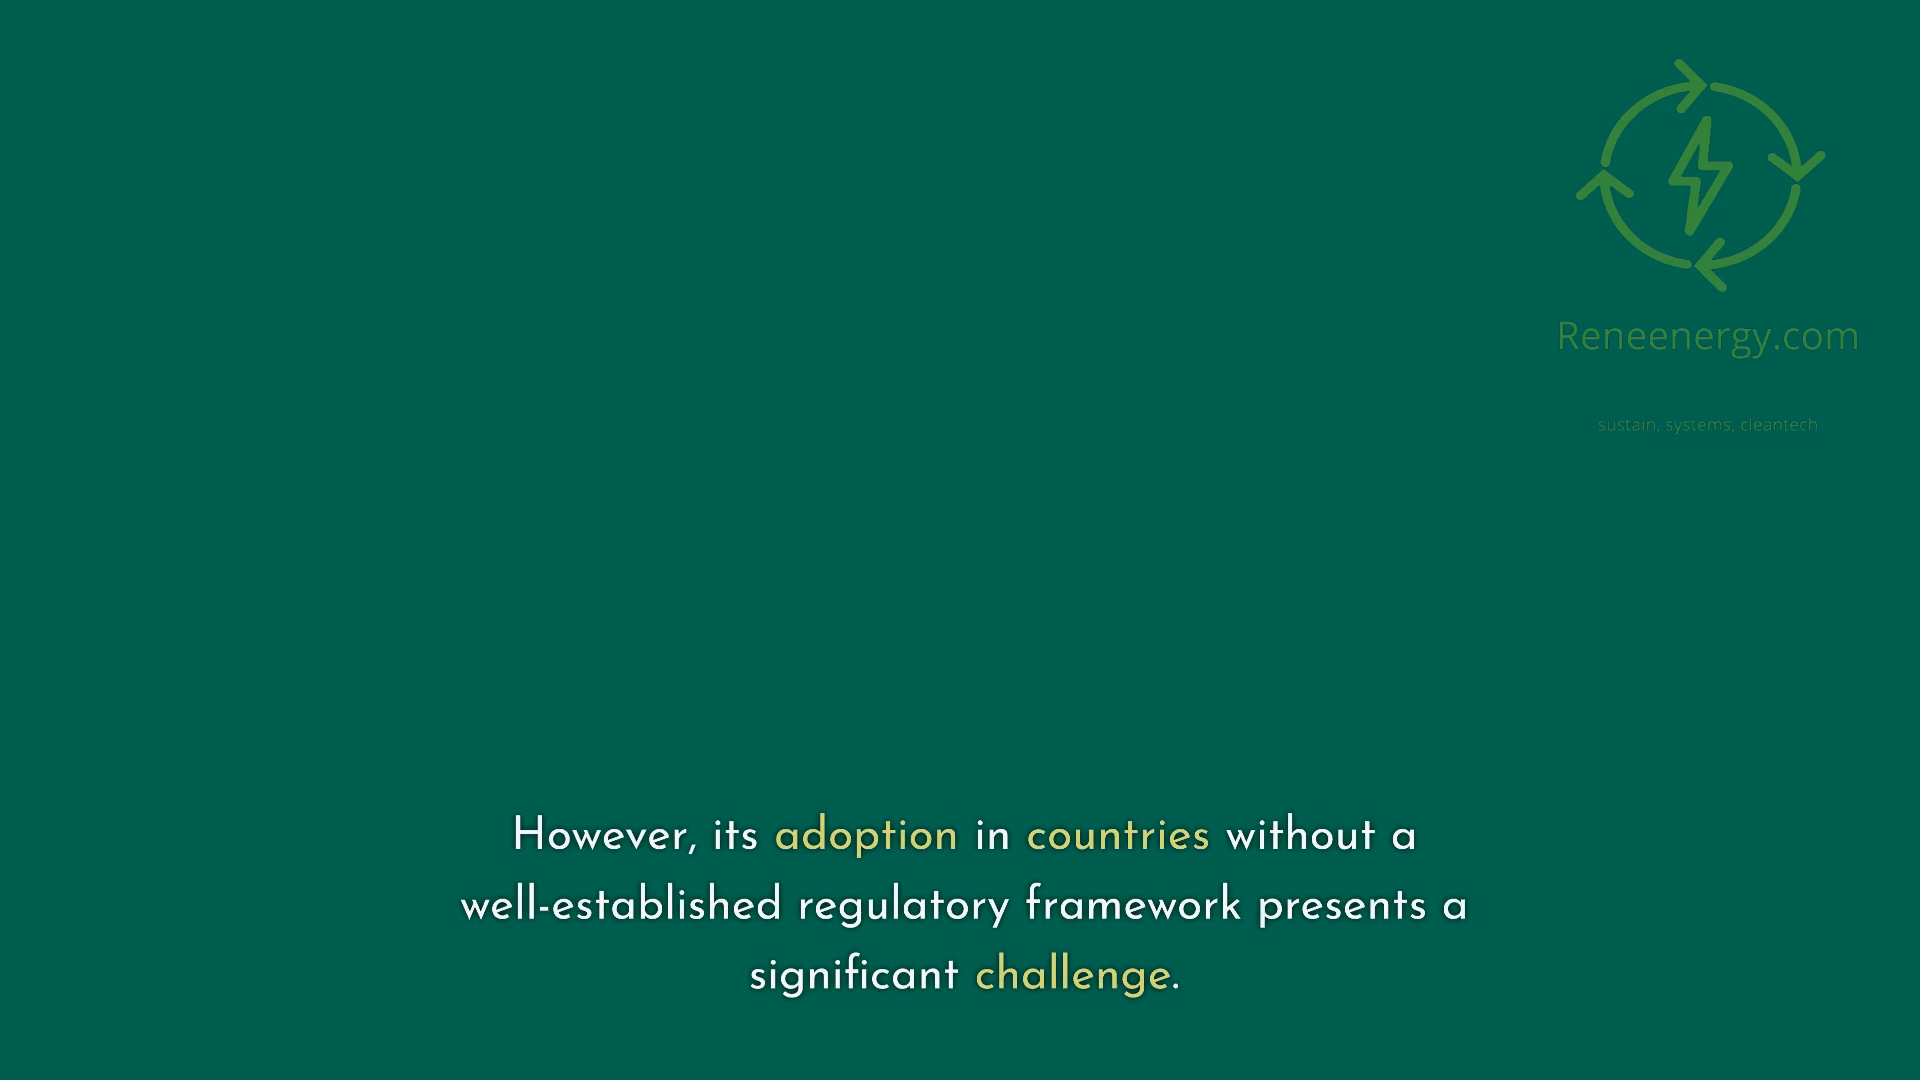 Reneenergy.com
sustain, systems, cleantech
However, its adoption in countries without a
well-established regulatory framework presents a
significant challenge.